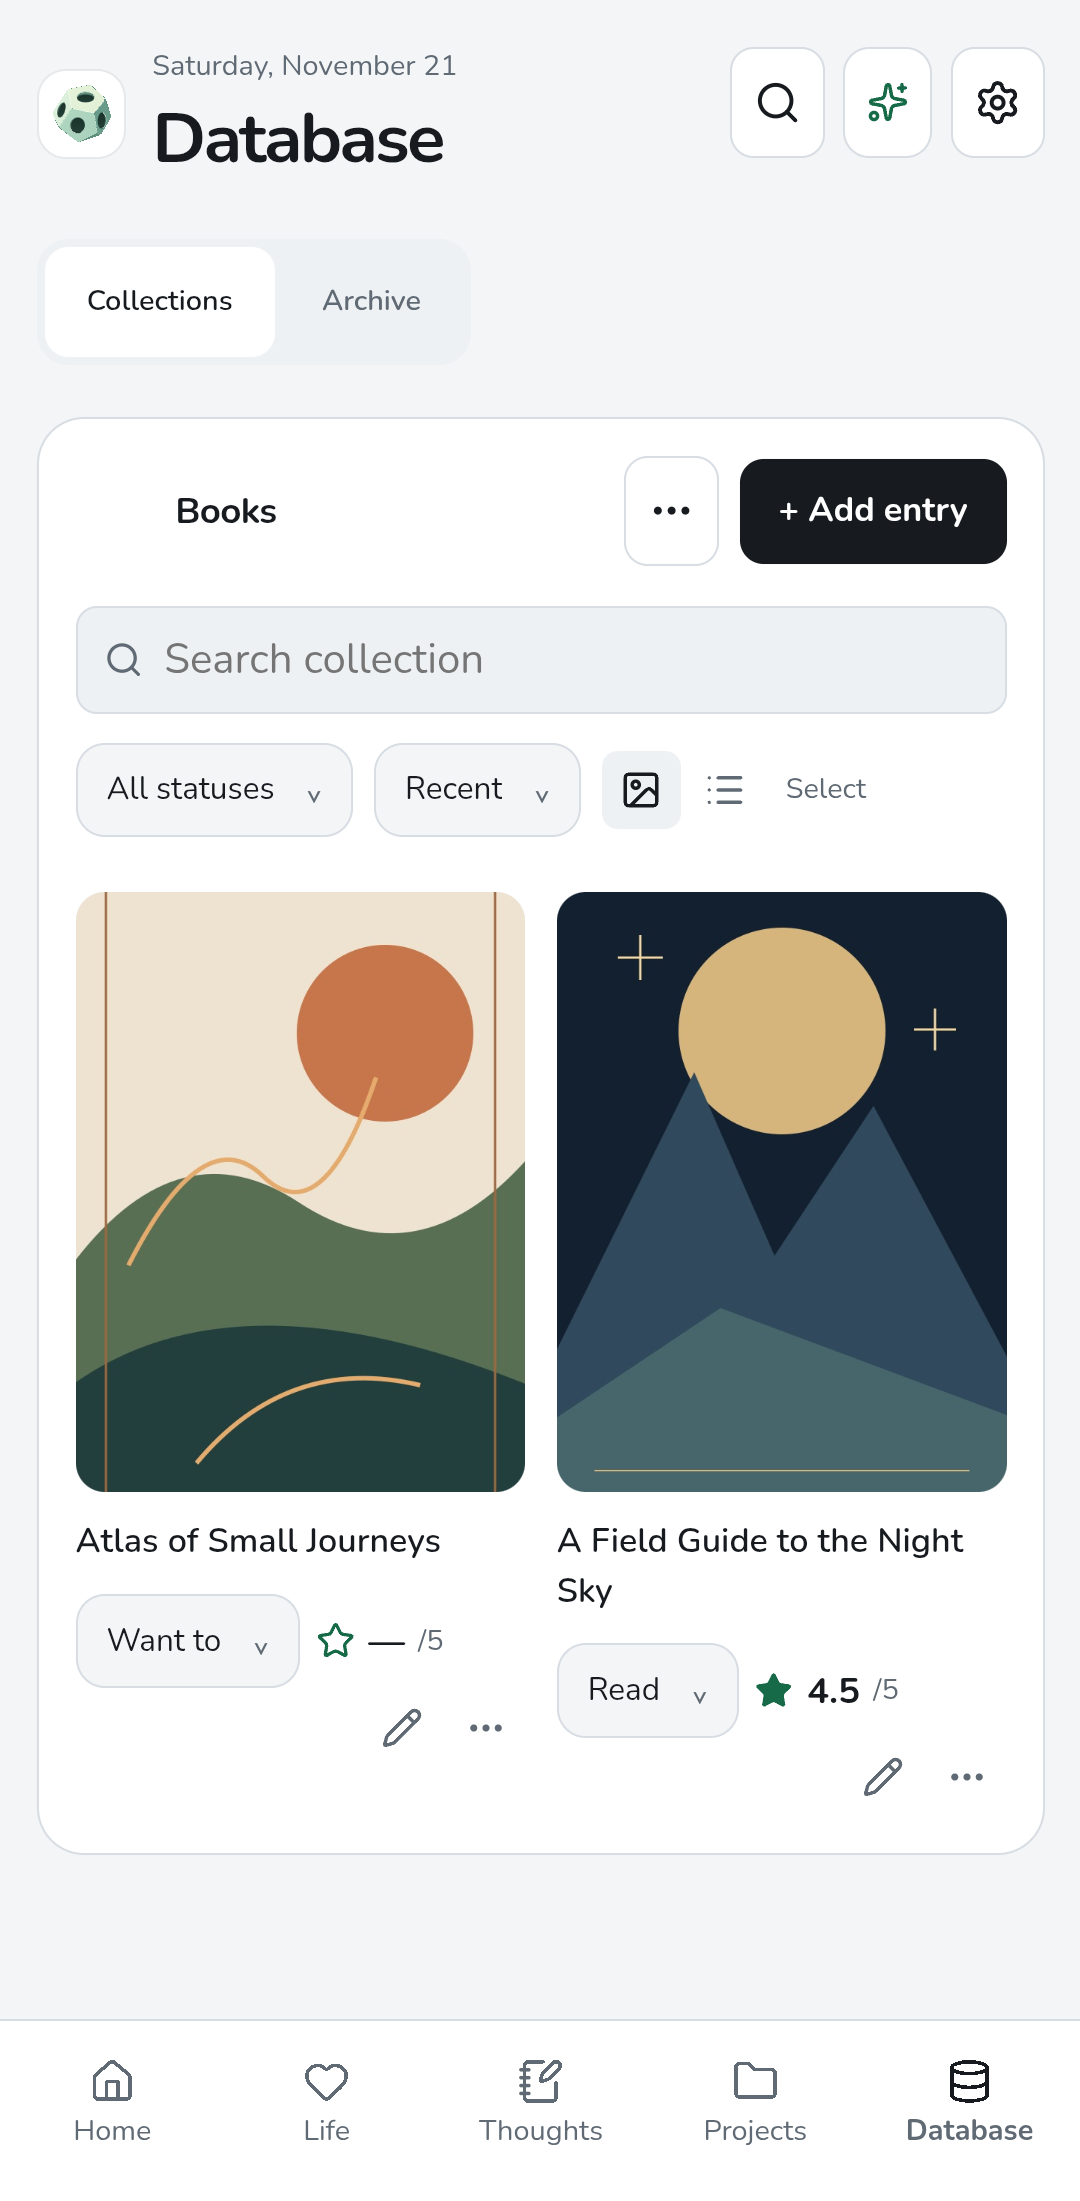 Saturday, November 21
Database
Collections
Archive
Books
+ Add entry
Search collection
All statuses
Recent
Select
Atlas of Small Journeys
Want to
— /5
A Field Guide to the Night
Sky
Read
4.5 /5
Home
Life
Thoughts
Projects
Database